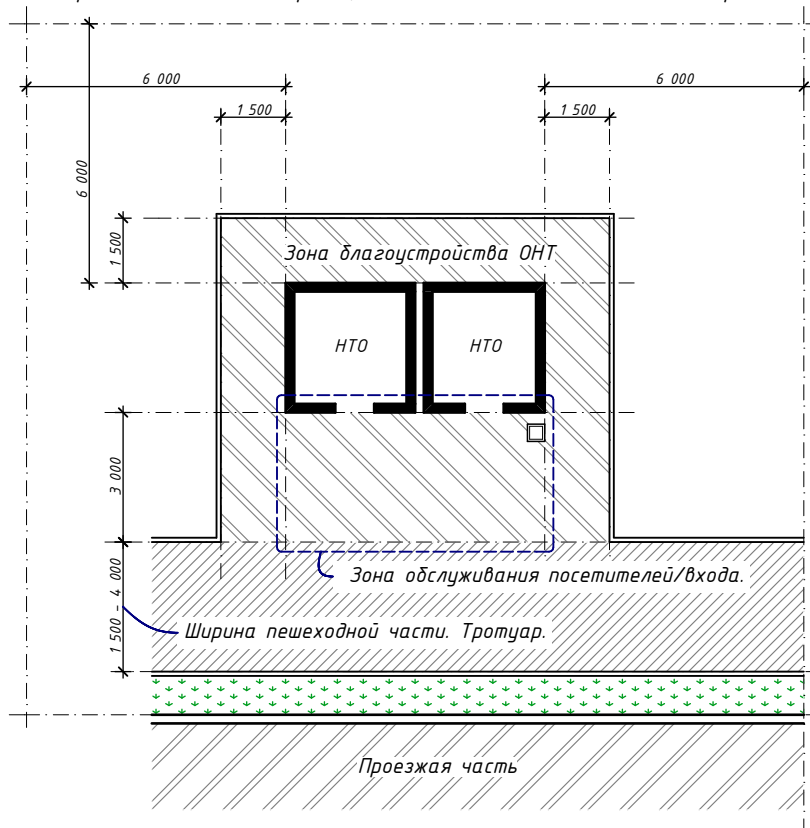 6 000
6 000
1 500
1 500
6 000
1 500
Зона благоустройства ОНТ
НТО
НТО
3 000
Зона обслуживания посетителей/входа.
1 500 - 4 000
Ширина пешеходной части. Тротуар.
Проезжая часть